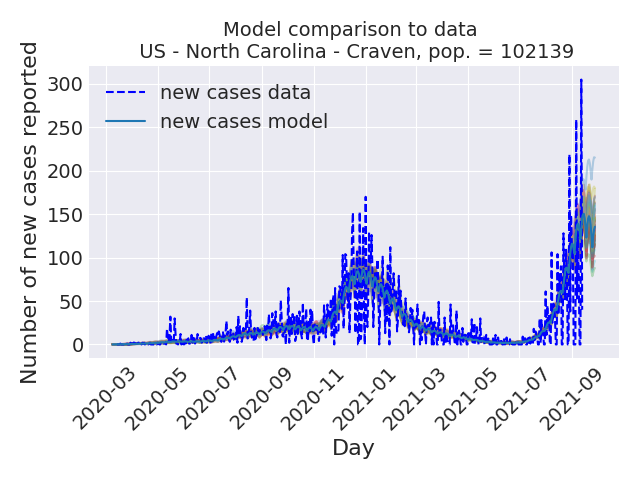 Model comparison to data
US - North Carolina - Craven, pop. = 102139
Number of new cases reported
300
250
200
150
100
50
0
new cases data
new cases model
2020-03
2020-05
2020-07
2020-09
2020-11
2021-01
2021-03
2021-05
2021-07
2021-09
Day